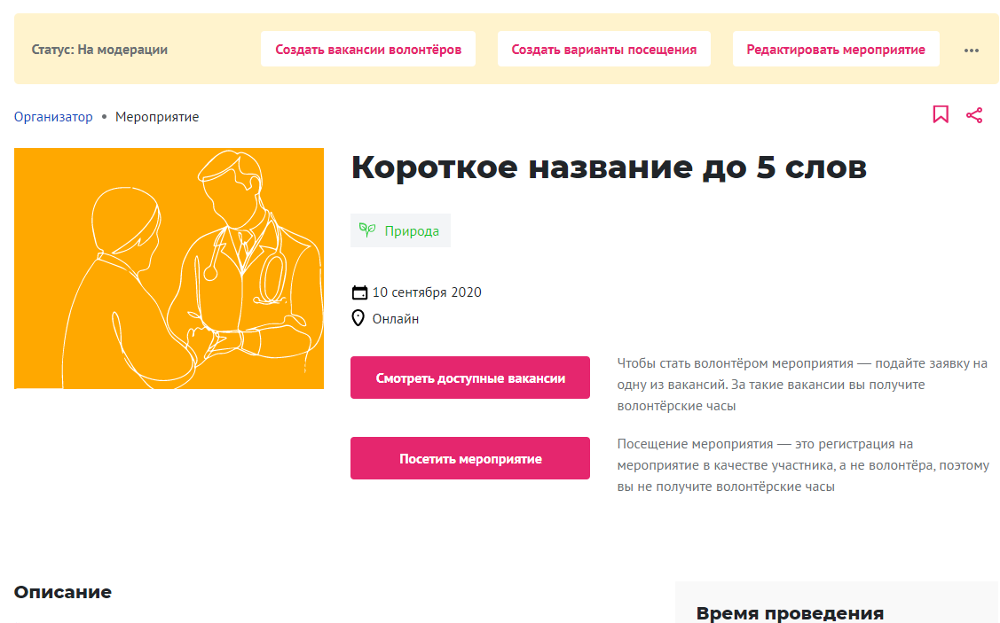 Статус: На модерации
Создать вакансии волонтёров
Создать варианты посещения
Редактировать мероприятие
Организатор • Мероприятие
Короткое название до 5 слов
Природа
10 сентября 2020
Онлайн
Смотреть доступные вакансии
Чтобы стать волонтёром мероприятия — подайте заявку на
одну из вакансий. За такие вакансии вы получите
волонтёрские часы
Посетить мероприятие
Посещение мероприятия — это регистрация на
мероприятие в качестве участника, а не волонтёра, поэтому
вы не получите волонтёрские часы
Описание
Время проведения